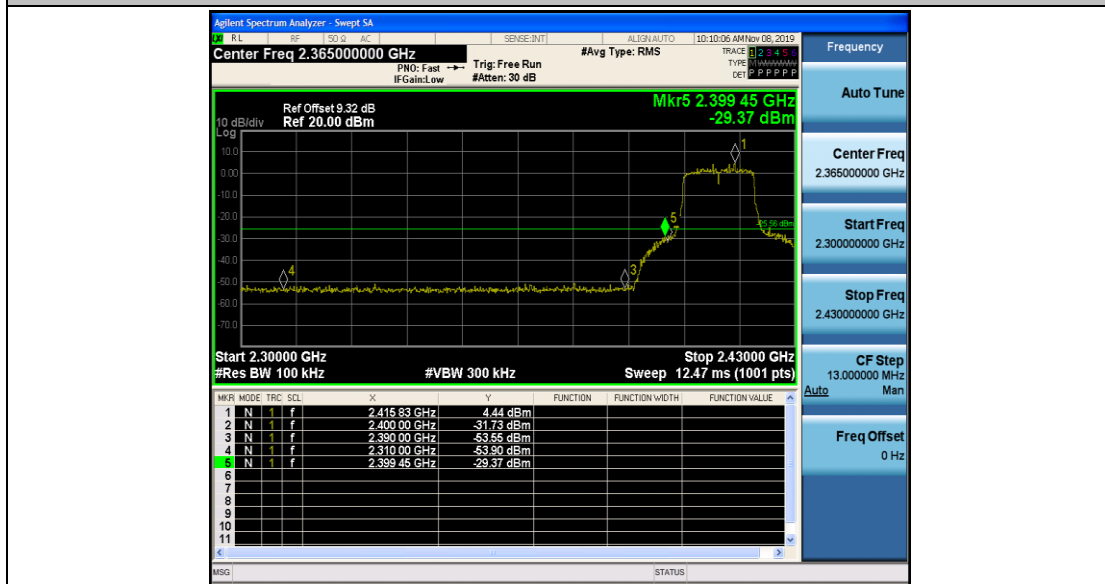 Agilent Spectrum Analyzer - Swept SA
RL RF 50 Ω AC SENSE:INT ALIGN AUTO 10:10:06 AM Nov 08, 2019
Center Freq 2.365000000 GHz
PNO: Fast
IFGain:Low
Trig: Free Run
#Atten: 30 dB
#Avg Type: RMS
TRACE 1 2 3 4 5 6
TYPE M
DET P P P P P P
Ref Offset 9.32 dB
10 dB/div Ref 20.00 dBm
Log
Mkr5 2.399 45 GHz
-29.37 dBm
10.0
0.00
-10.0
-20.0
-30.0
-40.0
-50.0
-60.0
-70.0
1
5
3
4
-25.56 dBm
Start 2.30000 GHz Stop 2.43000 GHz
#Res BW 100 kHz #VBW 300 kHz Sweep 12.47 ms (1001 pts)
MKR MODE TRC SCL X Y FUNCTION FUNCTION WIDTH FUNCTION VALUE
1 N 1 f 2.415 83 GHz 4.44 dBm
2 N 1 f 2.400 00 GHz -31.73 dBm
3 N 1 f 2.390 00 GHz -53.55 dBm
4 N 1 f 2.310 00 GHz -53.90 dBm
5 N 1 f 2.399 45 GHz -29.37 dBm
6
7
8
9
10
11
MSG STATUS
Frequency
Auto Tune
Center Freq
2.365000000 GHz
Start Freq
2.300000000 GHz
Stop Freq
2.430000000 GHz
CF Step
13.000000 MHz
Auto Man
Freq Offset
0 Hz